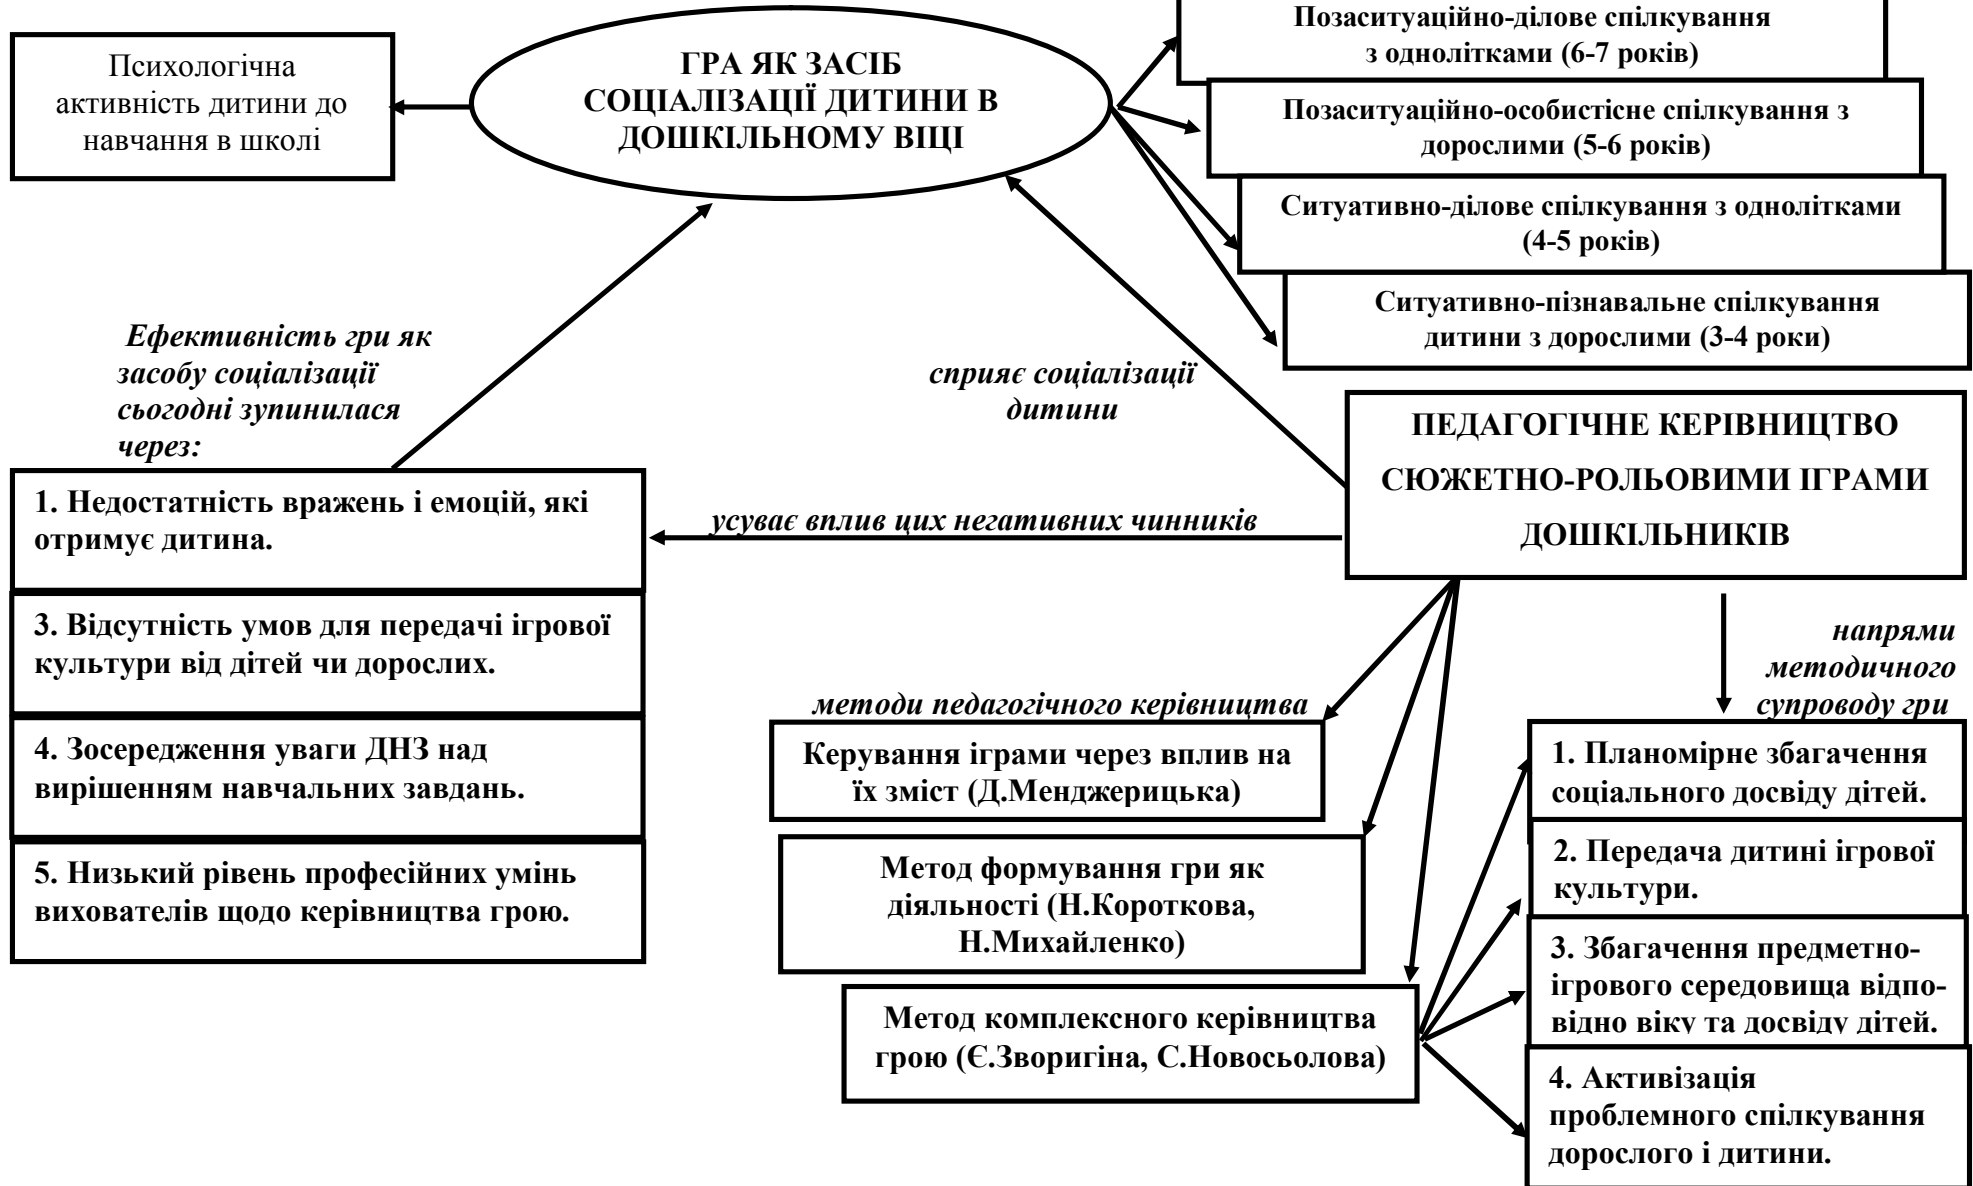 Психологічна
активність дитини до
навчання в школі
ГРА ЯК ЗАСІБ
СОЦІАЛІЗАЦІЇ ДИТИНИ В
ДОШКІЛЬНОМУ ВІЦІ
Позаситуаційно-ділове спілкування
з однолітками (6-7 років)
Позаситуаційно-особистісне спілкування з
дорослими (5-6 років)
Ситуативно-ділове спілкування з однолітками
(4-5 років)
Ситуативно-пізнавальне спілкування
дитини з дорослими (3-4 роки)
Ефективність гри як
засобу соціалізації
сьогодні зупинилася
через:
сприяє соціалізації
дитини
ПЕДАГОГІЧНЕ КЕРІВНИЦТВО
СЮЖЕТНО-РОЛЬОВИМИ ІГРАМИ
ДОШКІЛЬНИКІВ
1. Недостатність вражень і емоцій, які
отримує дитина.
усуває вплив цих негативних чинників
3. Відсутність умов для передачі ігрової
культури від дітей чи дорослих.
4. Зосередження уваги ДНЗ над
вирішенням навчальних завдань.
5. Низький рівень професійних умінь
вихователів щодо керівництва грою.
методи педагогічного керівництва
Керування іграми через вплив на
їх зміст (Д.Менджерицька)
Метод формування гри як
діяльності (Н.Короткова,
Н.Михайленко)
Метод комплексного керівництва
грою (Є.Зворигіна, С.Новосьолова)
напрями
методичного
супроводу гри
1. Планомірне збагачення
соціального досвіду дітей.
2. Передача дитині ігрової
культури.
3. Збагачення предметно-
ігрового середовища відпо-
відно віку та досвіду дітей.
4. Активізація
проблемного спілкування
дорослого і дитини.